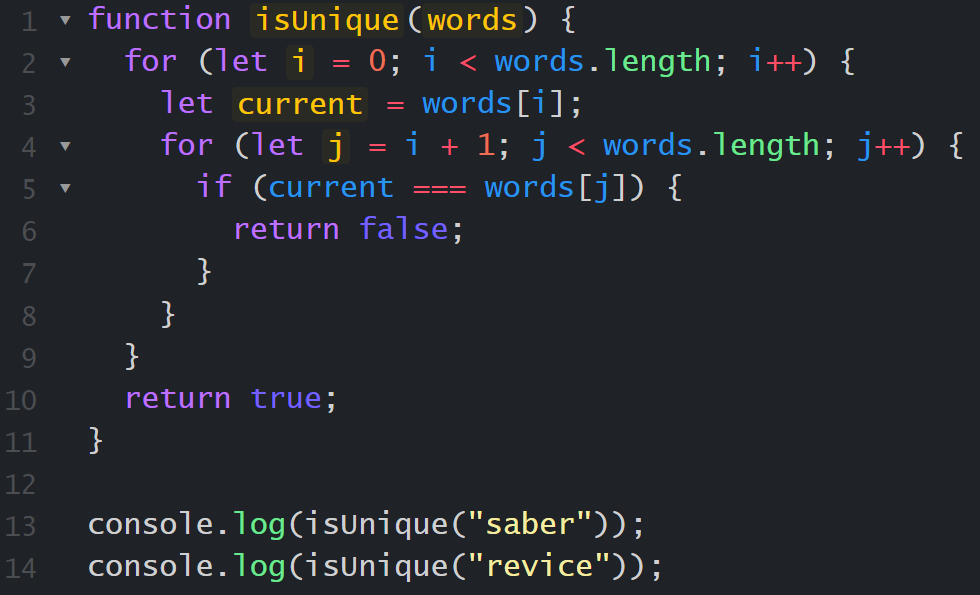 1 ▾ function isUnique(words) {
2 ▾   for (let i = 0; i < words.length; i++) {
3       let current = words[i];
4 ▾     for (let j = i + 1; j < words.length; j++) {
5 ▾       if (current === words[j]) {
6           return false;
7         }
8       }
9     }
10    return true;
11  }
12
13  console.log(isUnique("saber"));
14  console.log(isUnique("revice"));